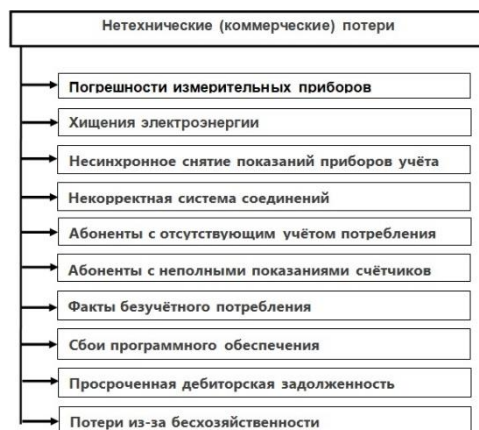 Нетехнические (коммерческие) потери
Погрешности измерительных приборов
Хищения электроэнергии
Несинхронное снятие показаний приборов учёта
Некорректная система соединений
Абоненты с отсутствующим учётом потребления
Абоненты с неполными показаниями счётчиков
Факты безучётного потребления
Сбои программного обеспечения
Просроченная дебиторская задолженность
Потери из-за бесхозяйственности